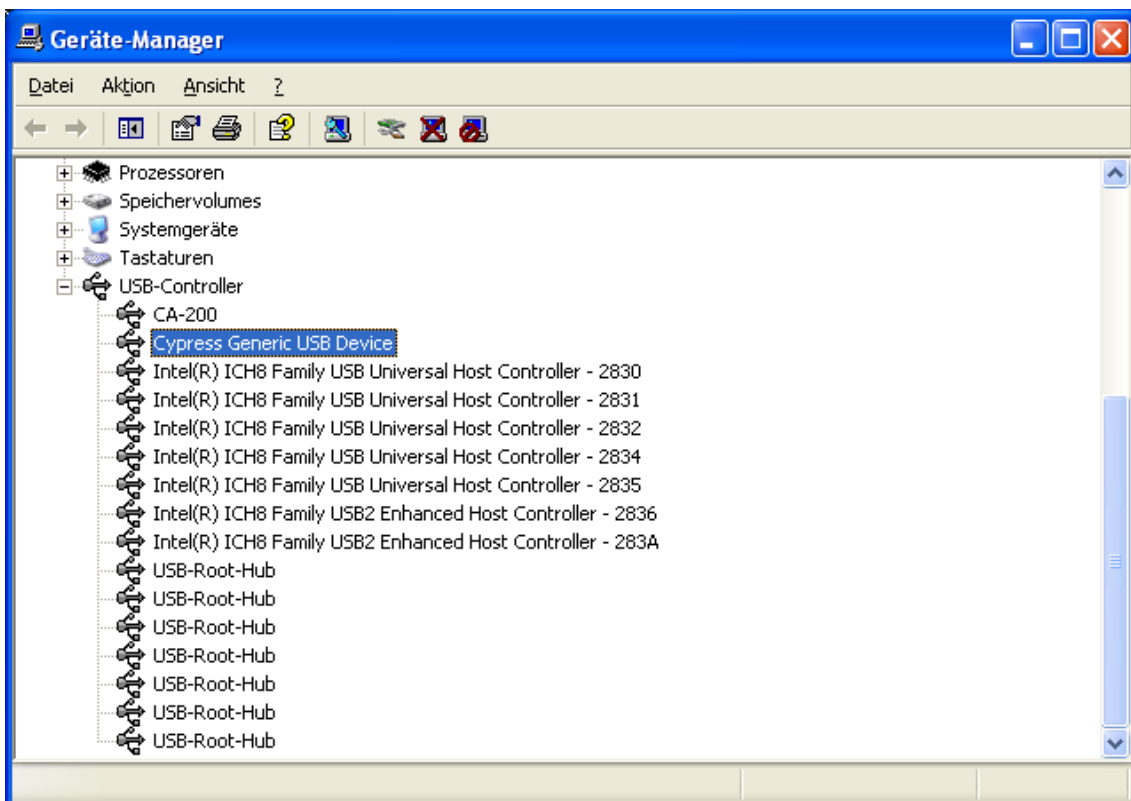 Geräte-Manager
Datei Aktion Ansicht ?
Prozessoren
Speichervolumes
Systemgeräte
Tastaturen
USB-Controller
CA-200
Cypress Generic USB Device
Intel(R) ICH8 Family USB Universal Host Controller - 2830
Intel(R) ICH8 Family USB Universal Host Controller - 2831
Intel(R) ICH8 Family USB Universal Host Controller - 2832
Intel(R) ICH8 Family USB Universal Host Controller - 2834
Intel(R) ICH8 Family USB Universal Host Controller - 2835
Intel(R) ICH8 Family USB2 Enhanced Host Controller - 2836
Intel(R) ICH8 Family USB2 Enhanced Host Controller - 283A
USB-Root-Hub
USB-Root-Hub
USB-Root-Hub
USB-Root-Hub
USB-Root-Hub
USB-Root-Hub
USB-Root-Hub